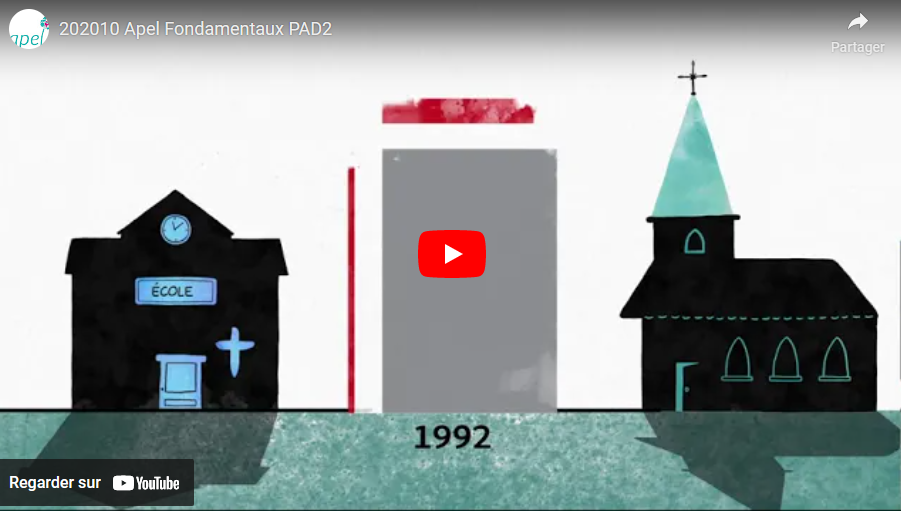 apel
202010 Apel Fondamentaux PAD2
Partager
ÉCOLE
1992
Regarder sur YouTube